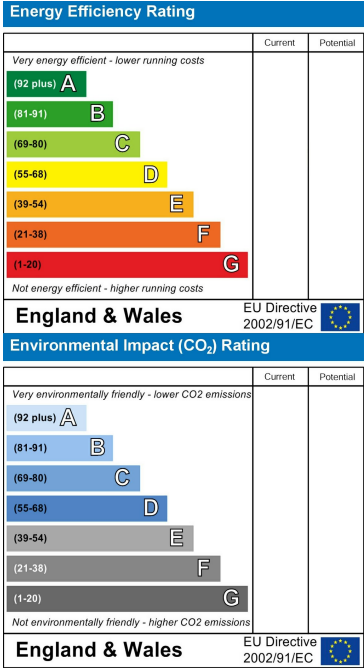 Energy Efficiency Rating
Current Potential
Very energy efficient - lower running costs
(92 plus) A
(81-91) B
(69-80) C
(55-68) D
(39-54) E
(21-38) F
(1-20) G
Not energy efficient - higher running costs
England & Wales
EU Directive
2002/91/EC
Environmental Impact (CO₂) Rating
Current Potential
Very environmentally friendly - lower CO2 emissions
(92 plus) A
(81-91) B
(69-80) C
(55-68) D
(39-54) E
(21-38) F
(1-20) G
Not environmentally friendly - higher CO2 emissions
England & Wales
EU Directive
2002/91/EC